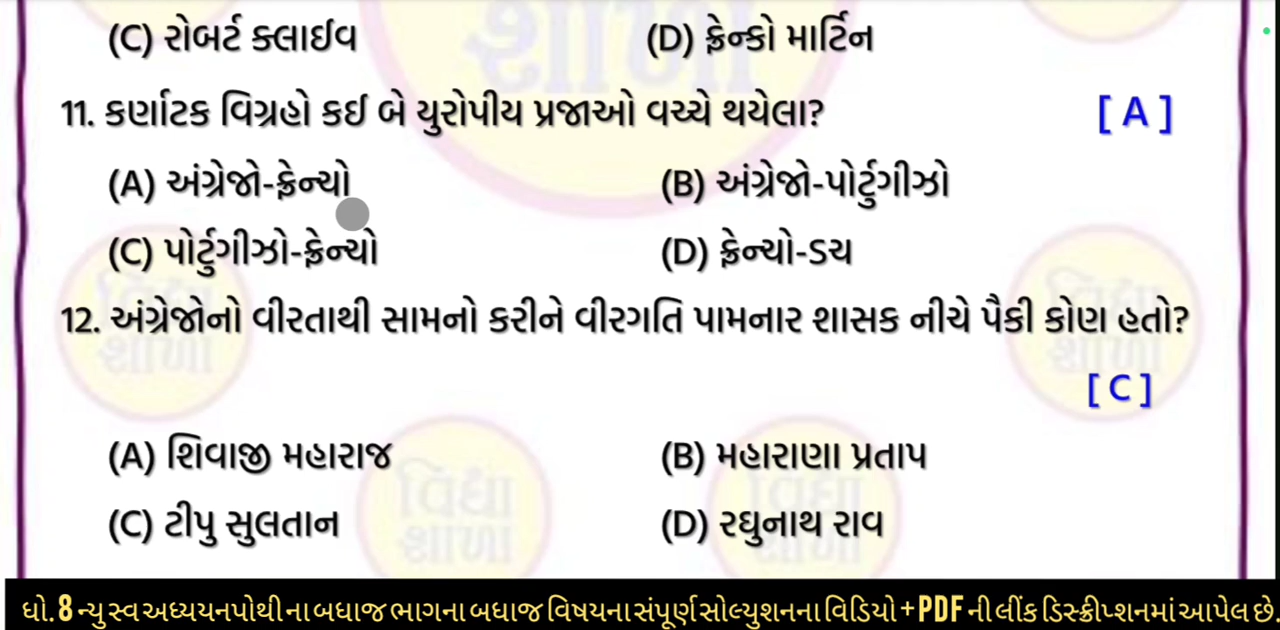 (C) રોબર્ટ ક્લાઈવ (D) ફ્રેન્કો માર્ટિન
11. કર્ણાટક વિગ્રહો કઈ બે યુરોપીય પ્રજાઓ વચ્ચે થયેલા? [ A ]
(A) અંગ્રેજો-ફ્રેન્ચો (B) અંગ્રેજો-પોર્ટુગીઝો
(C) પોર્ટુગીઝો-ફ્રેન્ચો (D) ફ્રેન્ચો-ડચ
12. અંગ્રેજોનો વીરતાથી સામનો કરીને વીરગતિ પામનાર શાસક નીચે પૈકી કોણ હતો?
[ C ]
(A) શિવાજી મહારાજ (B) મહારાણા પ્રતાપ
(C) ટીપુ સુલતાન (D) રઘુનાથ રાવ
ધો. 8 ન્યુ સ્વઅધ્યયનપોથી ના બધાજ ભાગના બધાજ વિષયના સંપૂર્ણ સોલ્યુશનના વિડિયો + PDF ની લીંક ડિસ્ક્રીપ્શનમાં આપેલ છે.
વિદ્યા
શાળા
વિદ્યા
શાળા
વિદ્યા
શાળા
વિદ્યા
શાળા
શાળા